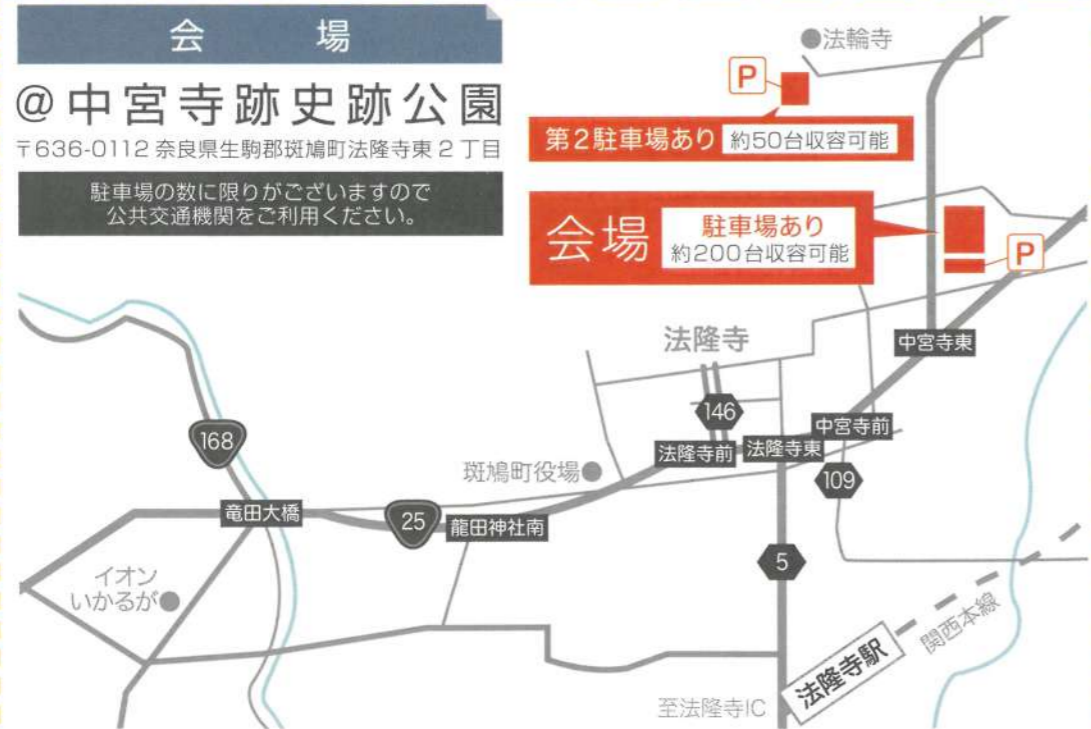 会 場
@中宮寺跡史跡公園
〒636-0112 奈良県生駒郡斑鳩町法隆寺東2丁目
駐車場の数に限りがございますので
公共交通機関をご利用ください。
法輪寺
P
第2駐車場あり 約50台収容可能
会場
駐車場あり
約200台収容可能
P
法隆寺
中宮寺東
146
中宮寺前
法隆寺前
法隆寺東
168
斑鳩町役場
109
竜田大橋
25
龍田神社南
5
イオン
いかるが
関西本線
法隆寺駅
至法隆寺IC